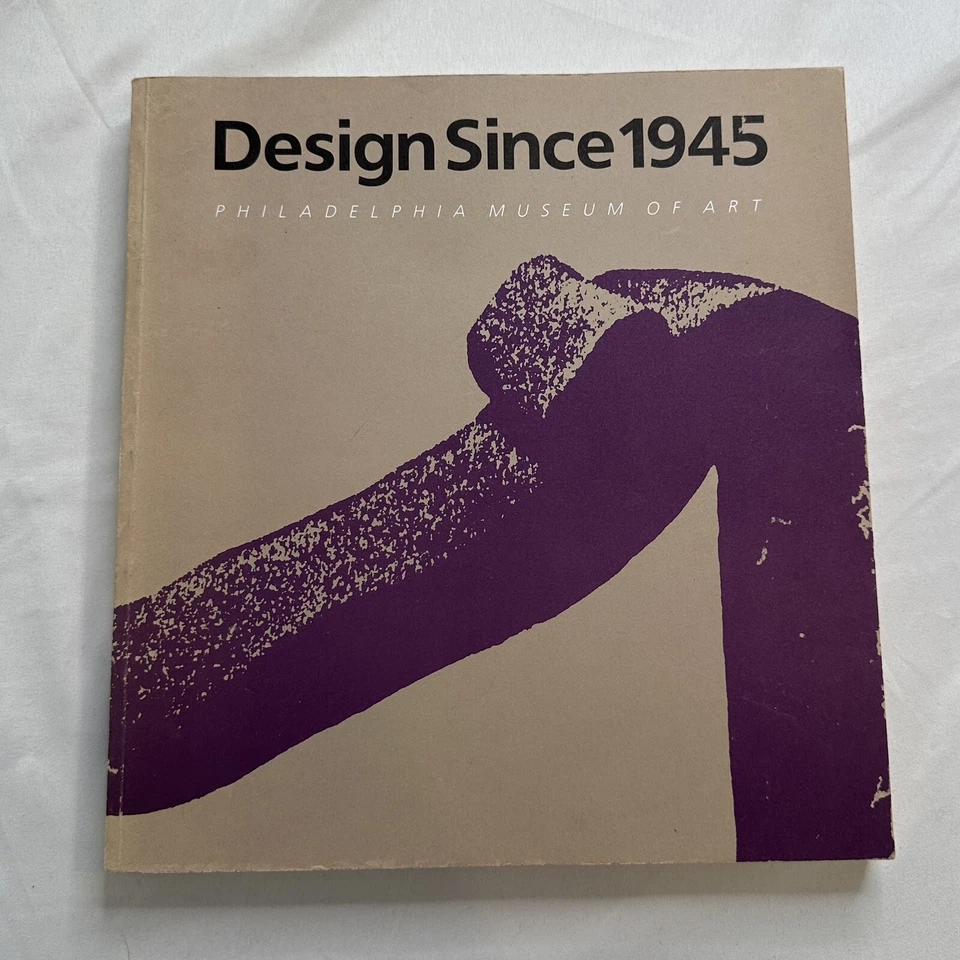 Design Since 1945
PHILADELPHIA MUSEUM OF ART